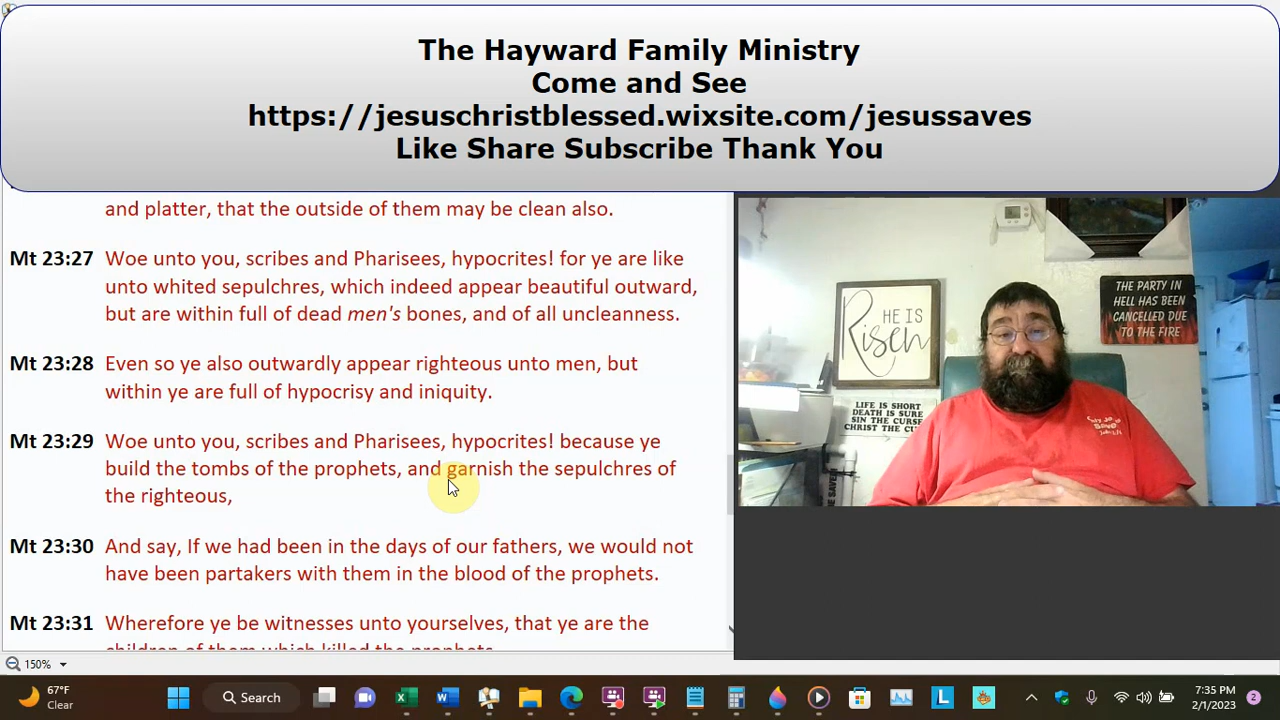 The Hayward Family Ministry
Come and See
https://jesuschristblessed.wixsite.com/jesussaves
Like Share Subscribe Thank You
and platter, that the outside of them may be clean also.
Mt 23:27 Woe unto you, scribes and Pharisees, hypocrites! for ye are like
unto whited sepulchres, which indeed appear beautiful outward,
but are within full of dead men's bones, and of all uncleanness.
Mt 23:28 Even so ye also outwardly appear righteous unto men, but
within ye are full of hypocrisy and iniquity.
Mt 23:29 Woe unto you, scribes and Pharisees, hypocrites! because ye
build the tombs of the prophets, and garnish the sepulchres of
the righteous,
Mt 23:30 And say, If we had been in the days of our fathers, we would not
have been partakers with them in the blood of the prophets.
Mt 23:31 Wherefore ye be witnesses unto yourselves, that ye are the
children of them which killed the prophets.
HE IS
Risen
LIFE IS SHORT
DEATH IS SURE
SIN THE CURSE
CHRIST THE CU
THE PARTY IN
HELL HAS BEEN
CANCELLED DUE
TO THE FIRE
150%
67°F
Clear
Search
L
7:35 PM
2/1/2023
2